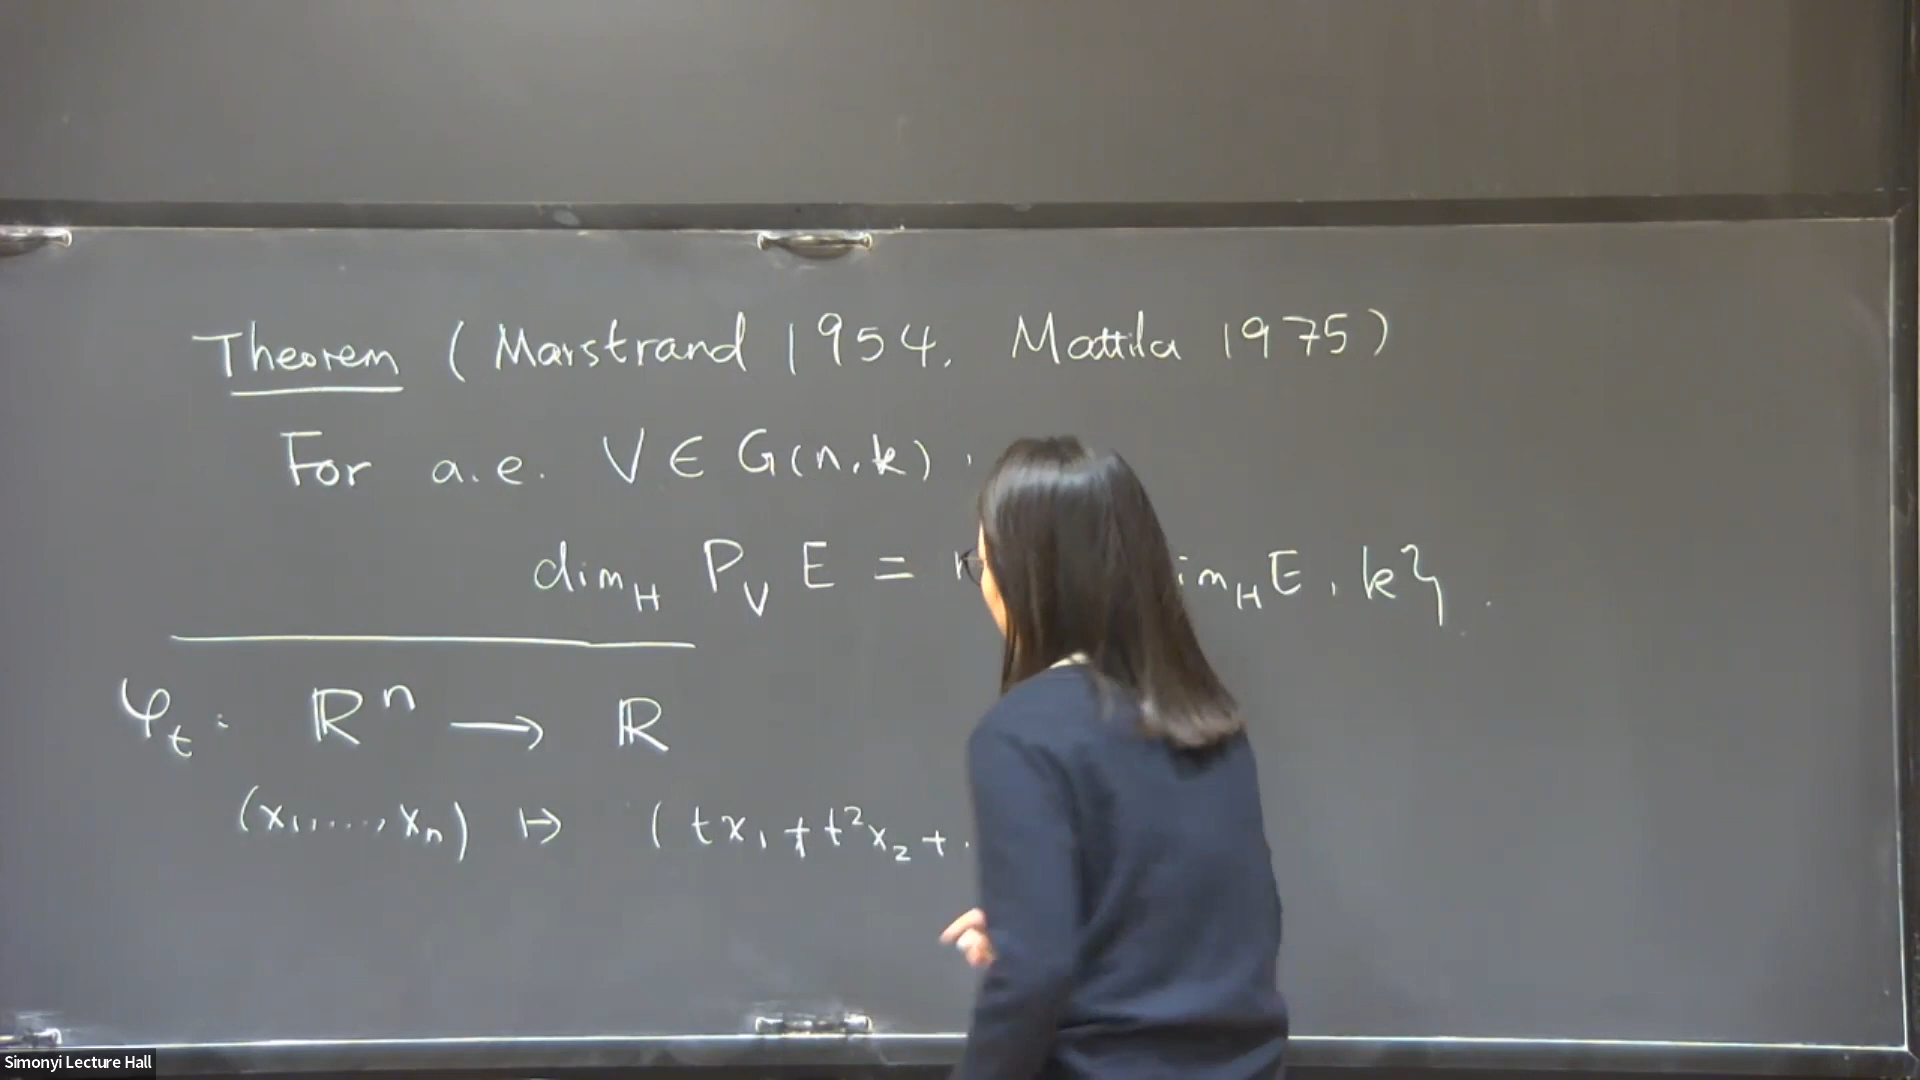 Theorem (Marstrand 1954, Mattila 1975)
For a.e. V ∈ G(n,k),
dim_H P_V E = im_H E, k}.
φ_t: ℝ^n → ℝ
(x_1, ...., x_n) ↦ (tx_1 + t^2x_2 + .
Simonyi Lecture Hall